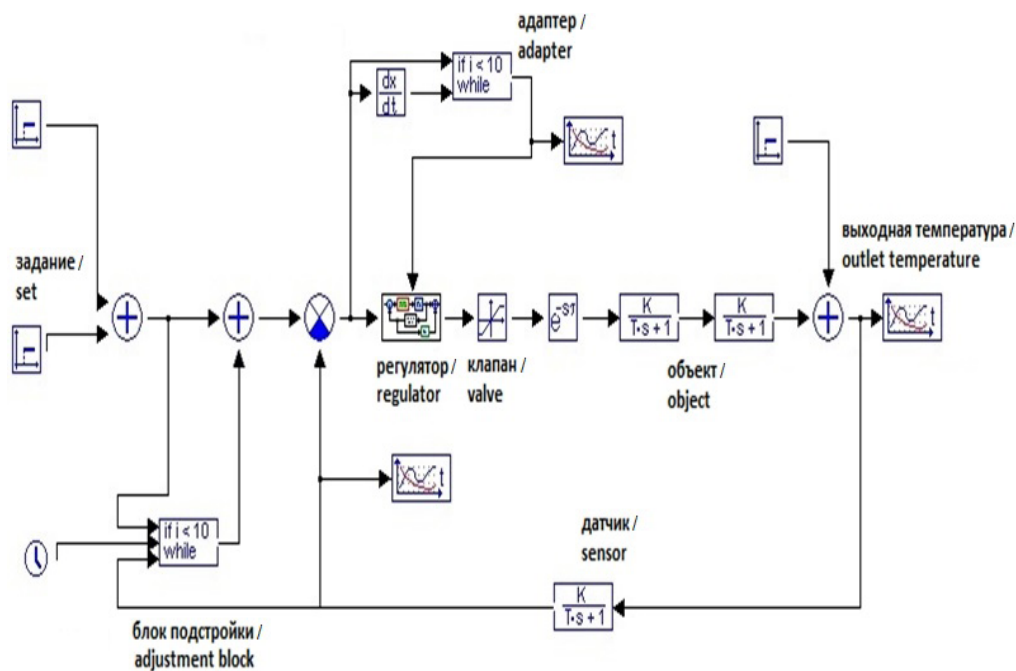 адаптер /
adapter
if i < 10
while
dx
dt
t
задание /
set
выходная температура /
outlet temperature
регулятор /
regulator
клапан /
valve
e-sτ
K
T·s + 1
K
T·s + 1
объект /
object
t
t
if i < 10
while
датчик /
sensor
K
T·s + 1
блок подстройки /
adjustment block